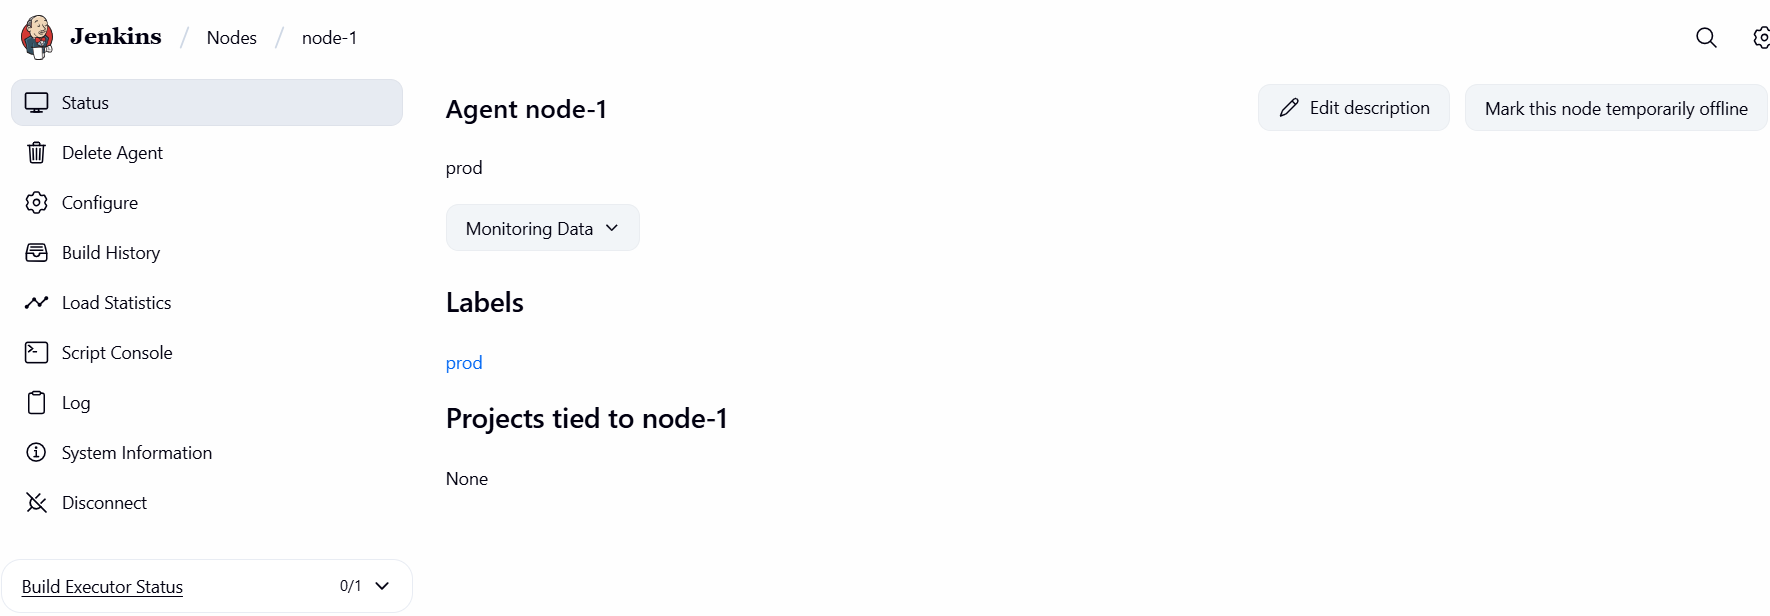 Jenkins / Nodes / node-1
Status
Delete Agent
Configure
Build History
Load Statistics
Script Console
Log
System Information
Disconnect
Build Executor Status 0/1
Agent node-1
Edit description
Mark this node temporarily offline
prod
Monitoring Data
Labels
prod
Projects tied to node-1
None